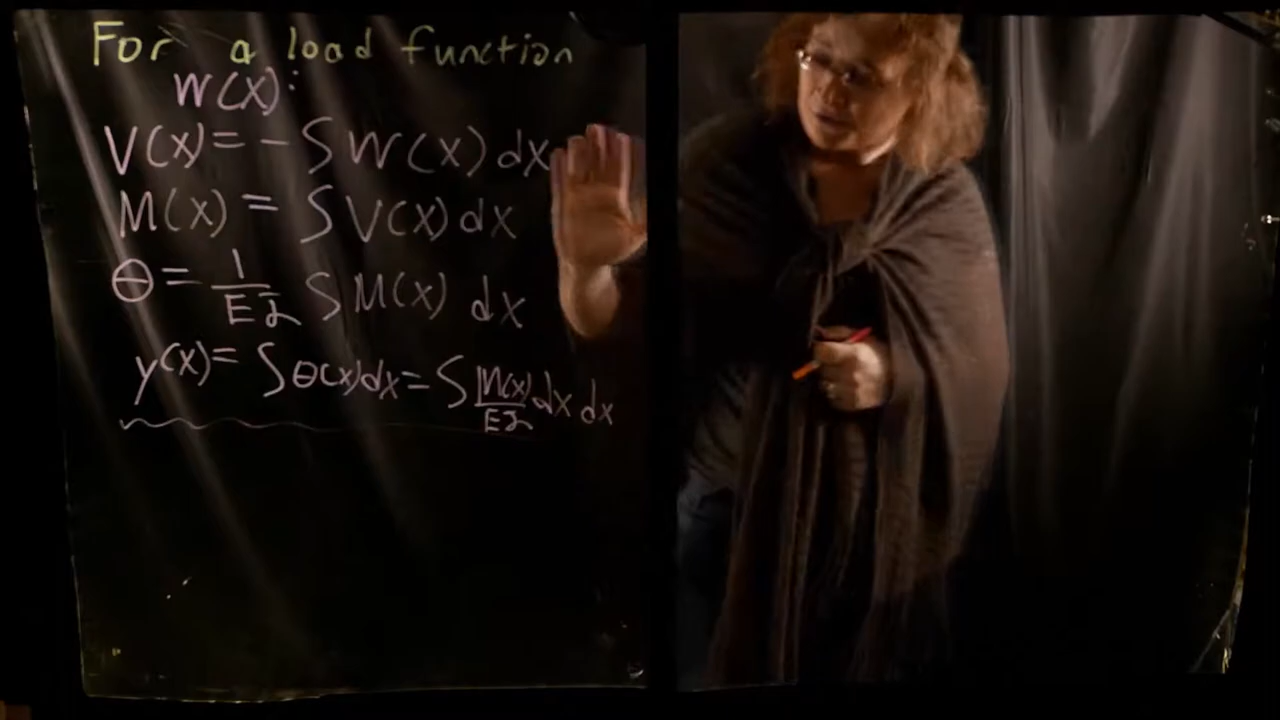 For a load function
W(x):
V(x) = -∫ W(x) dx
M(x) = ∫ V(x) dx
θ = 1/EI ∫ M(x) dx
y(x) = ∫ θ(x) dx = ∫ M(x)/EI dx dx